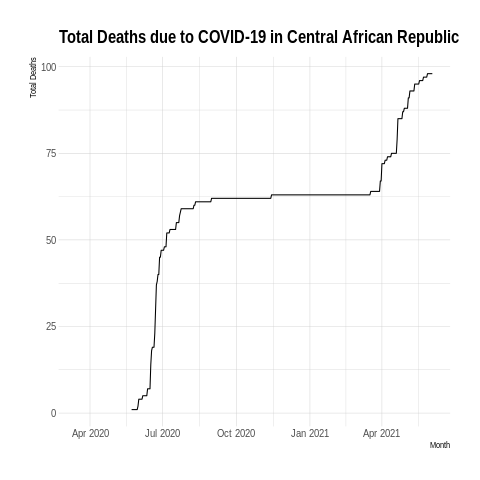 Total Deaths due to COVID-19 in Central African Republic
Total Deaths
100
75
50
25
0
Apr 2020 Jul 2020 Oct 2020 Jan 2021 Apr 2021
Month